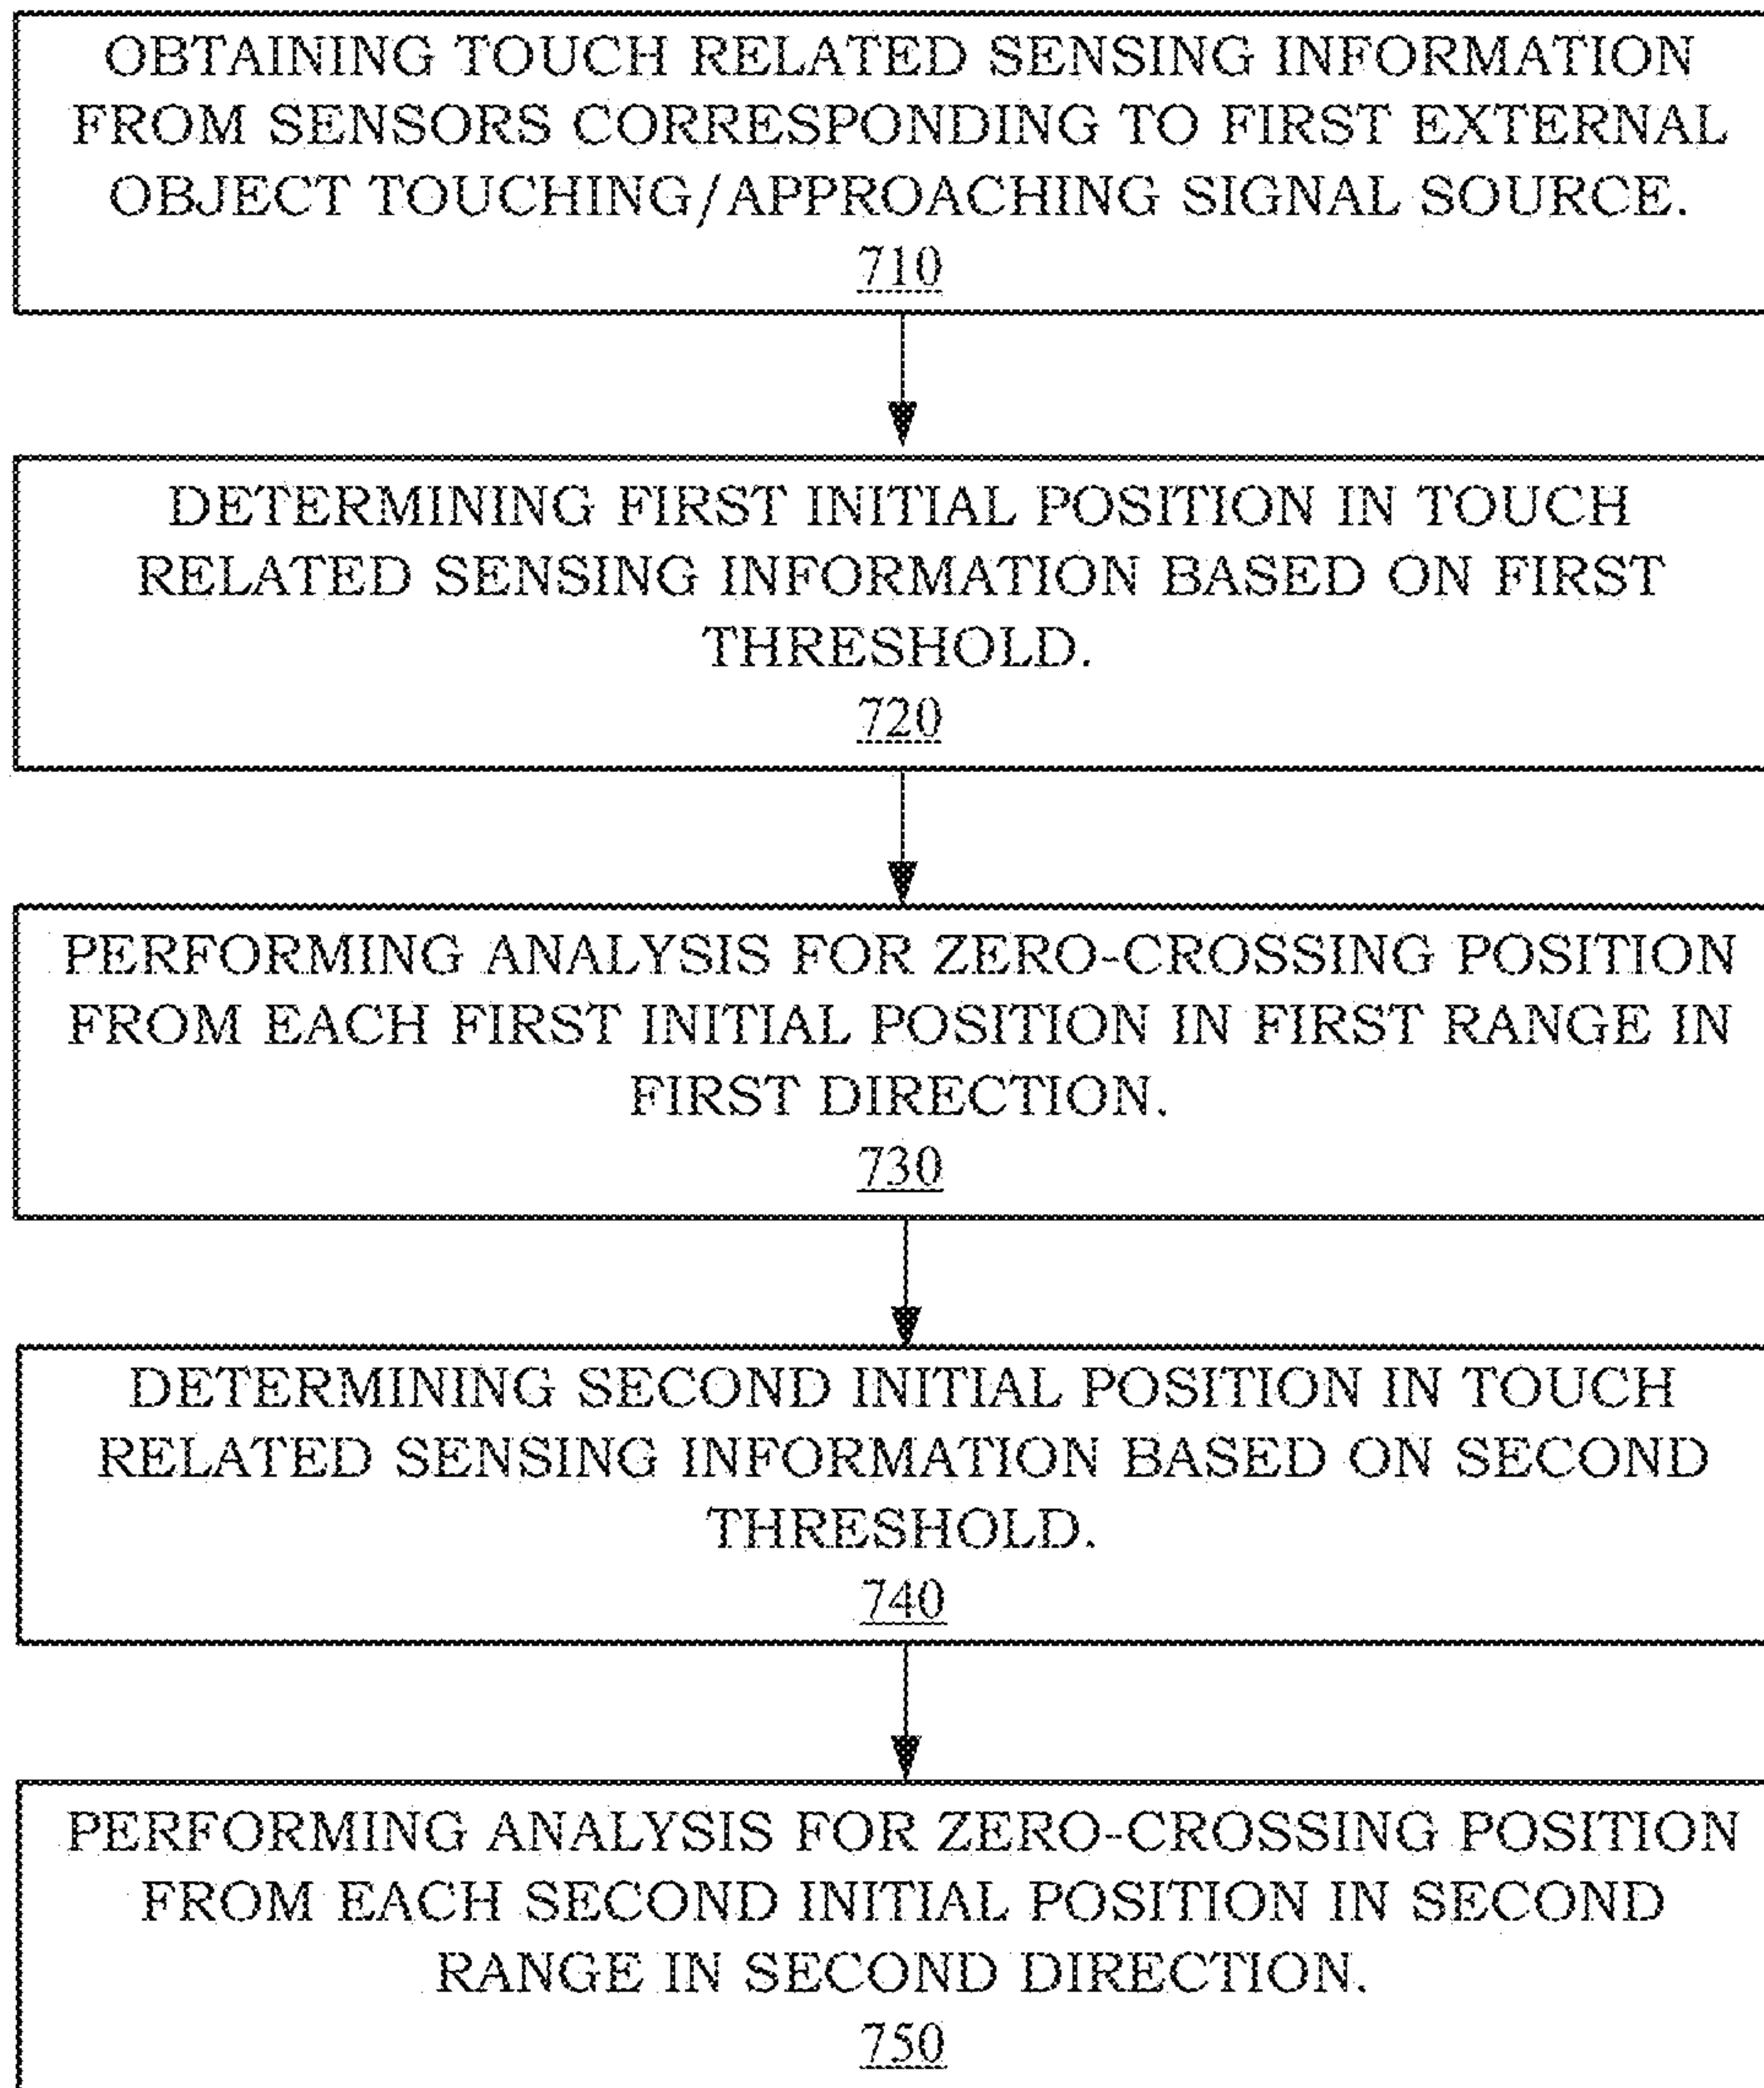 OBTAINING TOUCH RELATED SENSING INFORMATION
FROM SENSORS CORRESPONDING TO FIRST EXTERNAL
OBJECT TOUCHING/APPROACHING SIGNAL SOURCE.
710
DETERMINING FIRST INITIAL POSITION IN TOUCH
RELATED SENSING INFORMATION BASED ON FIRST
THRESHOLD.
720
PERFORMING ANALYSIS FOR ZERO-CROSSING POSITION
FROM EACH FIRST INITIAL POSITION IN FIRST RANGE IN
FIRST DIRECTION.
730
DETERMINING SECOND INITIAL POSITION IN TOUCH
RELATED SENSING INFORMATION BASED ON SECOND
THRESHOLD.
740
PERFORMING ANALYSIS FOR ZERO-CROSSING POSITION
FROM EACH SECOND INITIAL POSITION IN SECOND
RANGE IN SECOND DIRECTION.
750